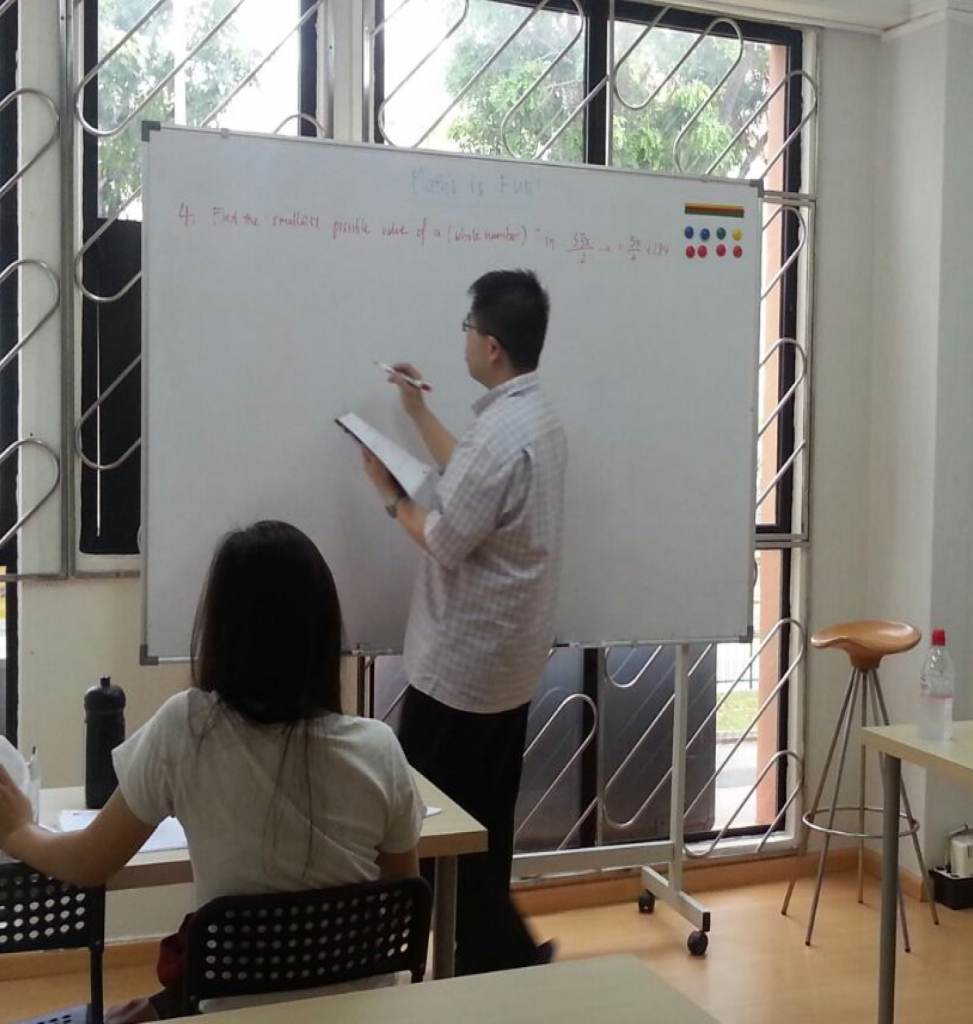 Maths is Fun!
4. Find the smallest possible value of a (whole number) in